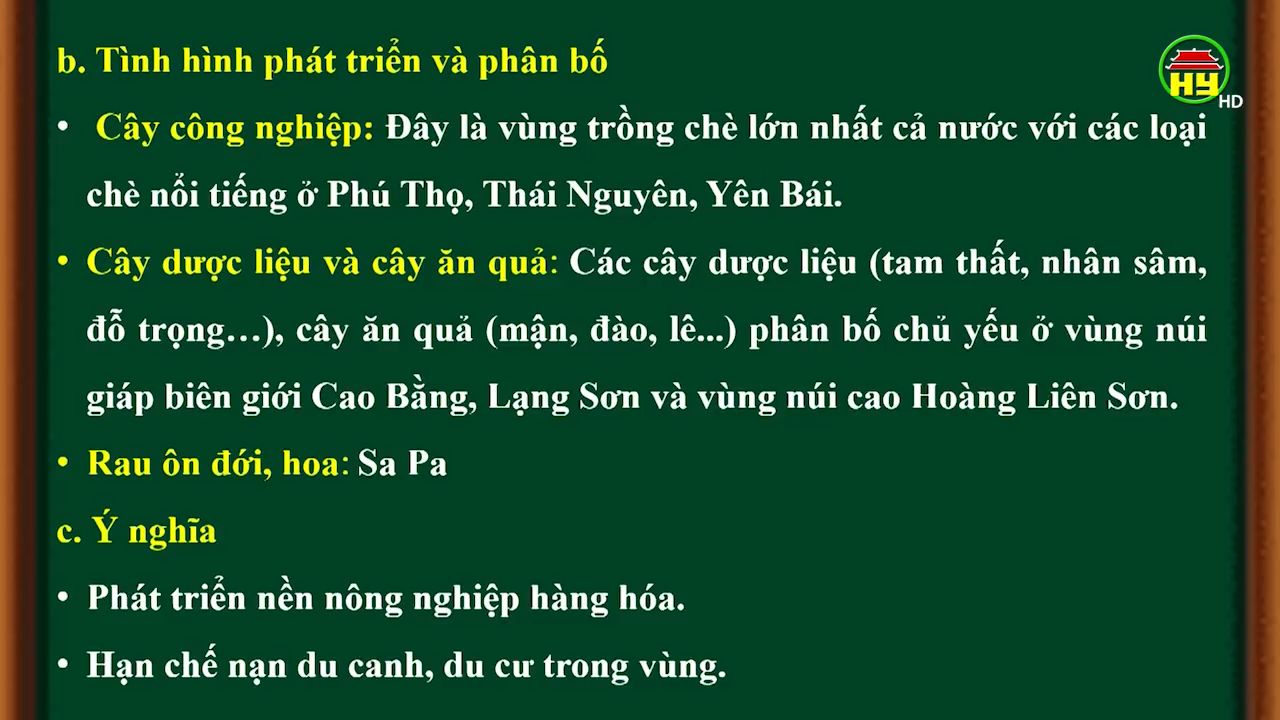 b. Tình hình phát triển và phân bố
HY HD
• Cây công nghiệp: Đây là vùng trồng chè lớn nhất cả nước với các loại
chè nổi tiếng ở Phú Thọ, Thái Nguyên, Yên Bái.
• Cây dược liệu và cây ăn quả: Các cây dược liệu (tam thất, nhân sâm,
đỗ trọng…), cây ăn quả (mận, đào, lê...) phân bố chủ yếu ở vùng núi
giáp biên giới Cao Bằng, Lạng Sơn và vùng núi cao Hoàng Liên Sơn.
• Rau ôn đới, hoa: Sa Pa
c. Ý nghĩa
• Phát triển nền nông nghiệp hàng hóa.
• Hạn chế nạn du canh, du cư trong vùng.